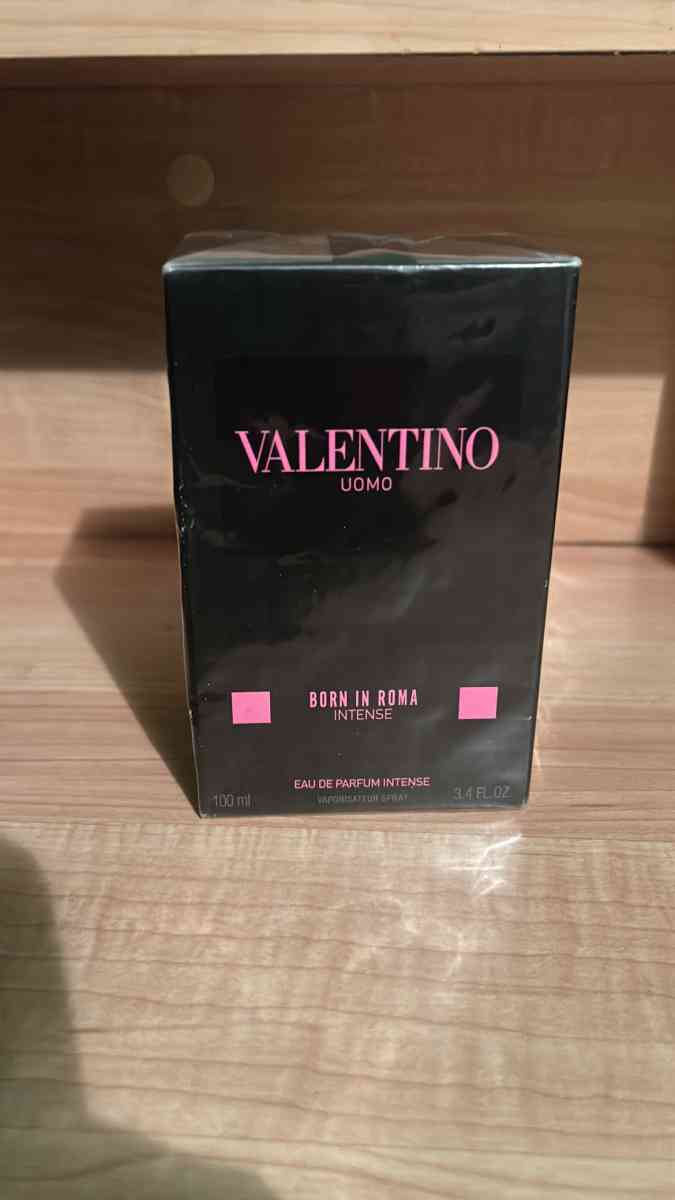 VALENTINO
UOMO
BORN IN ROMA
INTENSE
EAU DE PARFUM INTENSE
100 ml
VAPORISATEUR SPRAY
3.4 FL.OZ